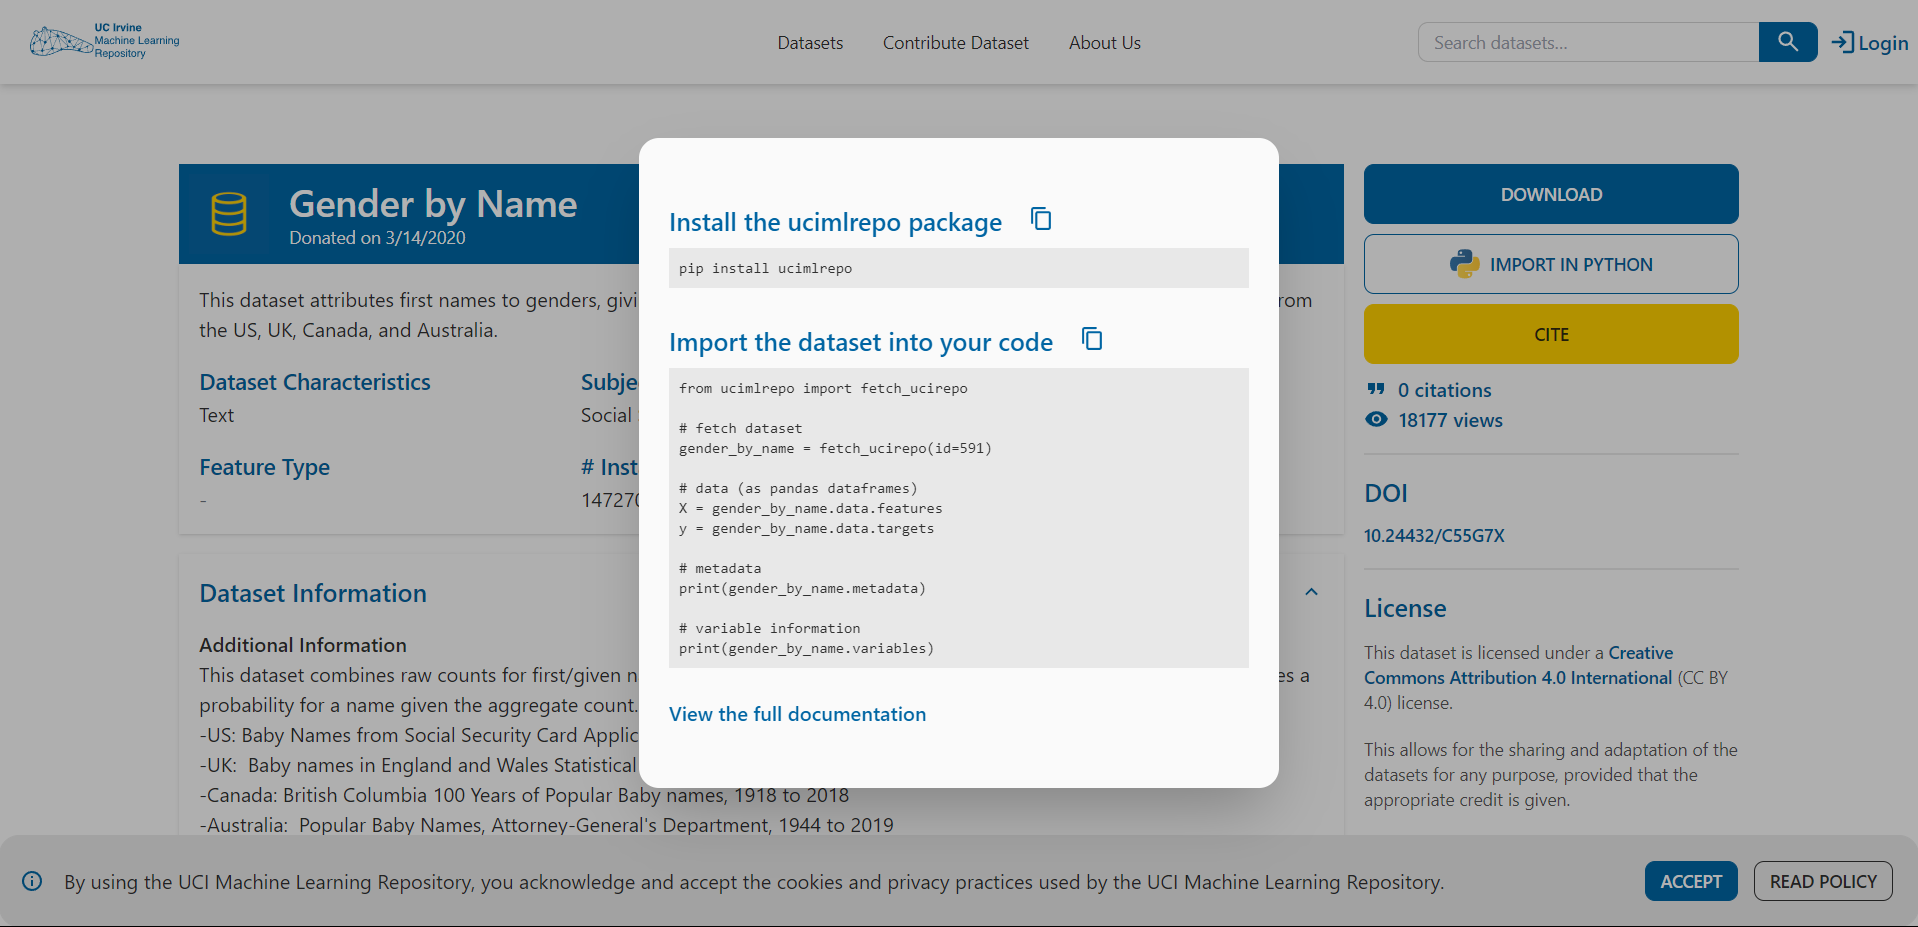 UC Irvine
Machine Learning
Repository
Datasets
Contribute Dataset
About Us
Search datasets...
Login
Gender by Name
Donated on 3/14/2020
This dataset attributes first names to genders, givi
rom
the US, UK, Canada, and Australia.
Dataset Characteristics
Text
Subje
Social
Feature Type
-
# Inst
147270
Install the ucimlrepo package
pip install ucimlrepo
Import the dataset into your code
from ucimlrepo import fetch_ucirepo
# fetch dataset
gender_by_name = fetch_ucirepo(id=591)
# data (as pandas dataframes)
X = gender_by_name.data.features
y = gender_by_name.data.targets
# metadata
print(gender_by_name.metadata)
# variable information
print(gender_by_name.variables)
View the full documentation
DOWNLOAD
IMPORT IN PYTHON
CITE
0 citations
18177 views
DOI
10.24432/C55G7X
License
This dataset is licensed under a Creative
Commons Attribution 4.0 International (CC BY
4.0) license.
This allows for the sharing and adaptation of the
datasets for any purpose, provided that the
appropriate credit is given.
Dataset Information
Additional Information
This dataset combines raw counts for first/given n
es a
probability for a name given the aggregate count.
-US: Baby Names from Social Security Card Applic
-UK:  Baby names in England and Wales Statistical
-Canada: British Columbia 100 Years of Popular Baby names, 1918 to 2018
-Australia:  Popular Baby Names, Attorney-General's Department, 1944 to 2019
By using the UCI Machine Learning Repository, you acknowledge and accept the cookies and privacy practices used by the UCI Machine Learning Repository.
ACCEPT
READ POLICY